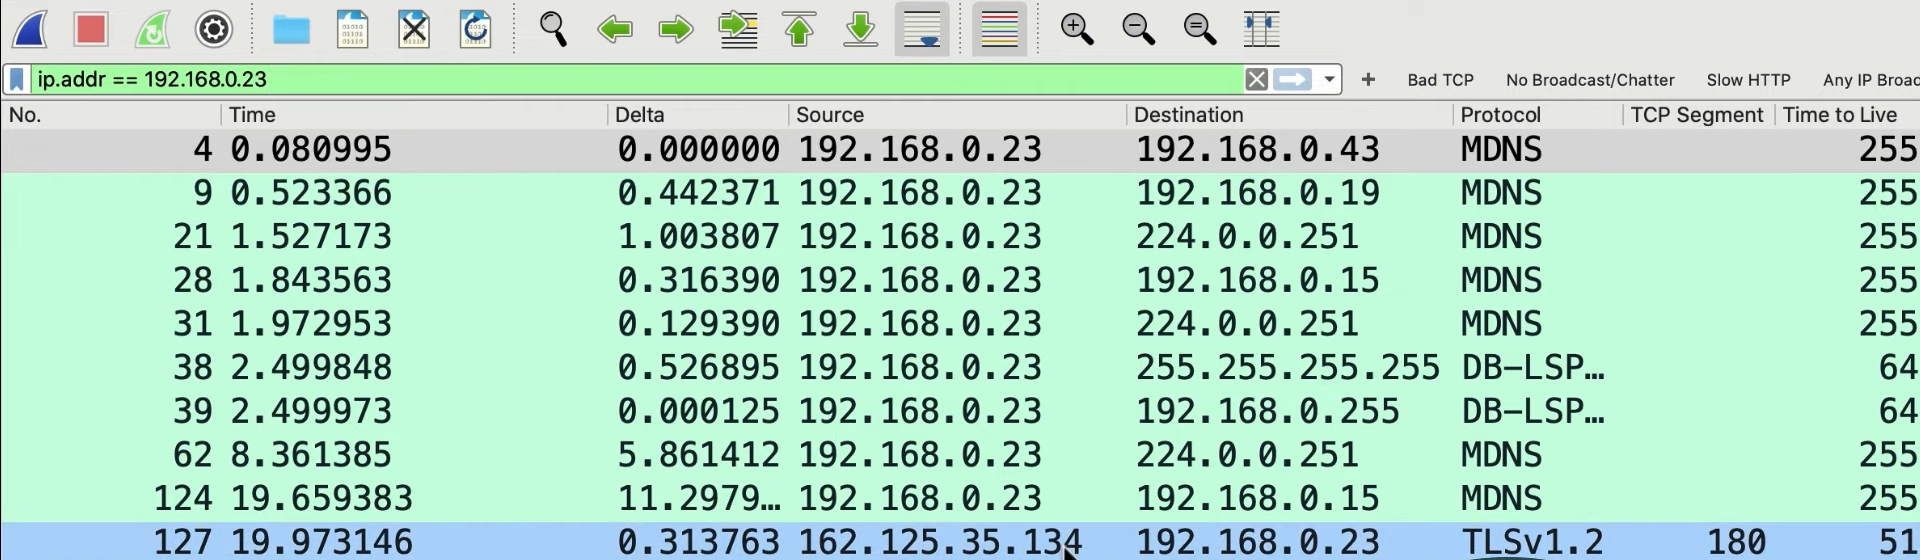 ip.addr == 192.168.0.23 Bad TCP No Broadcast/Chatter Slow HTTP Any IP Broad
No. Time Delta Source Destination Protocol TCP Segment Time to Live
4 0.080995 0.000000 192.168.0.23 192.168.0.43 MDNS 255
9 0.523366 0.442371 192.168.0.23 192.168.0.19 MDNS 255
21 1.527173 1.003807 192.168.0.23 224.0.0.251 MDNS 255
28 1.843563 0.316390 192.168.0.23 192.168.0.15 MDNS 255
31 1.972953 0.129390 192.168.0.23 224.0.0.251 MDNS 255
38 2.499848 0.526895 192.168.0.23 255.255.255.255 DB-LSP… 64
39 2.499973 0.000125 192.168.0.23 192.168.0.255 DB-LSP… 64
62 8.361385 5.861412 192.168.0.23 224.0.0.251 MDNS 255
124 19.659383 11.2979… 192.168.0.23 192.168.0.15 MDNS 255
127 19.973146 0.313763 162.125.35.134 192.168.0.23 TLSv1.2 180 51